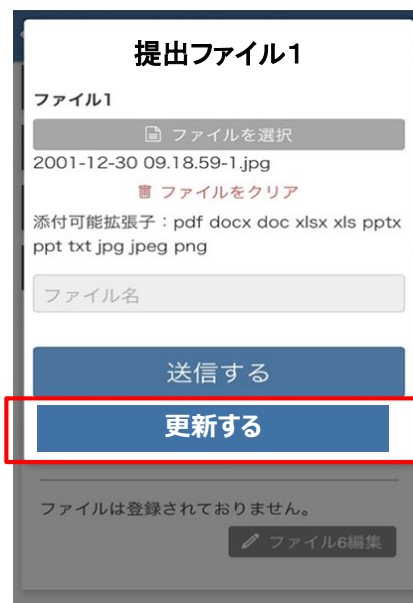 提出ファイル1
ファイル1
ファイルを選択
2001-12-30 09.18.59-1.jpg
ファイルをクリア
添付可能拡張子：pdf docx doc xlsx xls pptx
ppt txt jpg jpeg png
ファイル名
送信する
更新する
ファイルは登録されておりません。
ファイル6編集